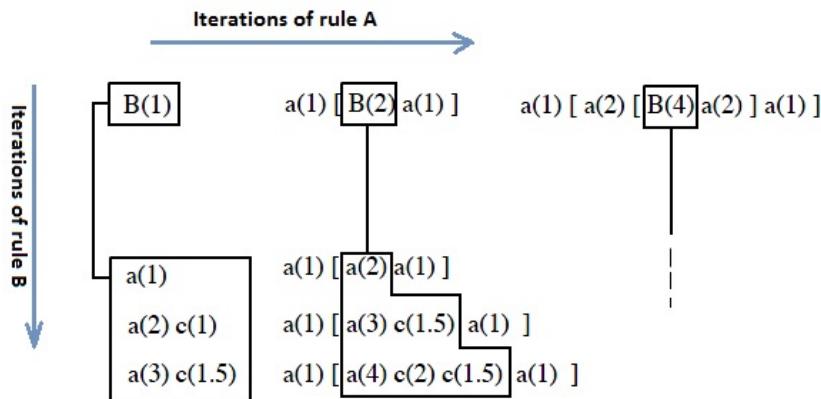 Iterations of rule A
Iterations of rule B
B(1)
a(1) [ B(2) a(1) ]
a(1) [ a(2) [ B(4) a(2) ] a(1) ]
a(1)
a(2) c(1)
a(3) c(1.5)
a(1) [ a(2) a(1) ]
a(1) [ a(3) c(1.5) a(1) ]
a(1) [ a(4) c(2) c(1.5) a(1) ]